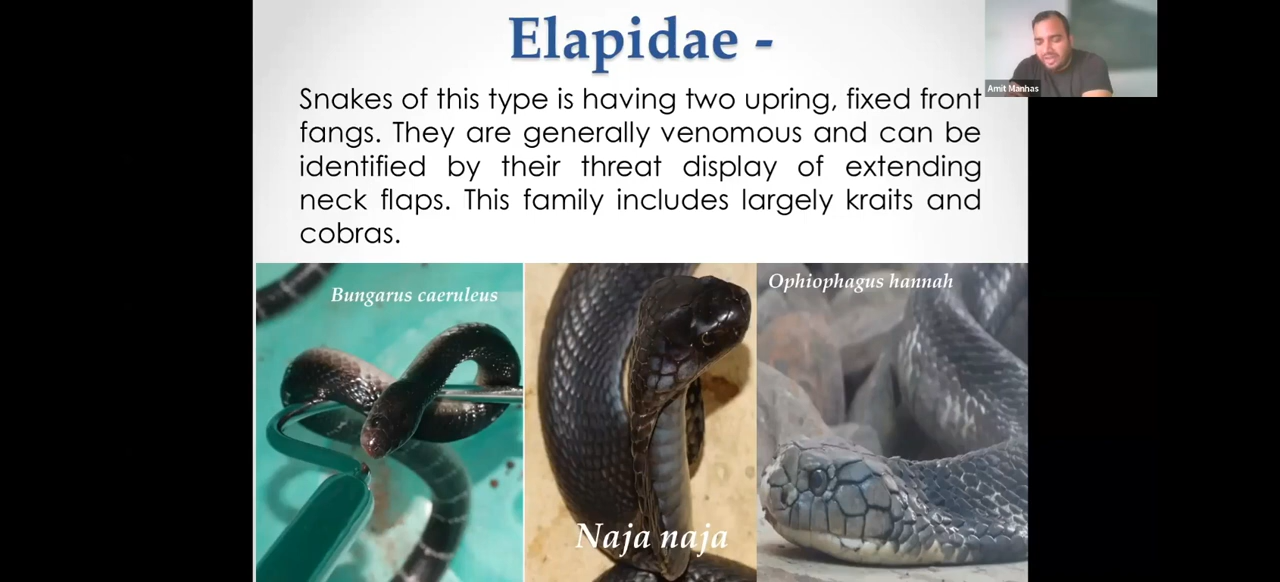 Elapidae -
Amit Manhas
Snakes of this type is having two upring, fixed front
fangs. They are generally venomous and can be
identified by their threat display of extending
neck flaps. This family includes largely kraits and
cobras.
Bungarus caeruleus
Naja naja
Ophiophagus hannah